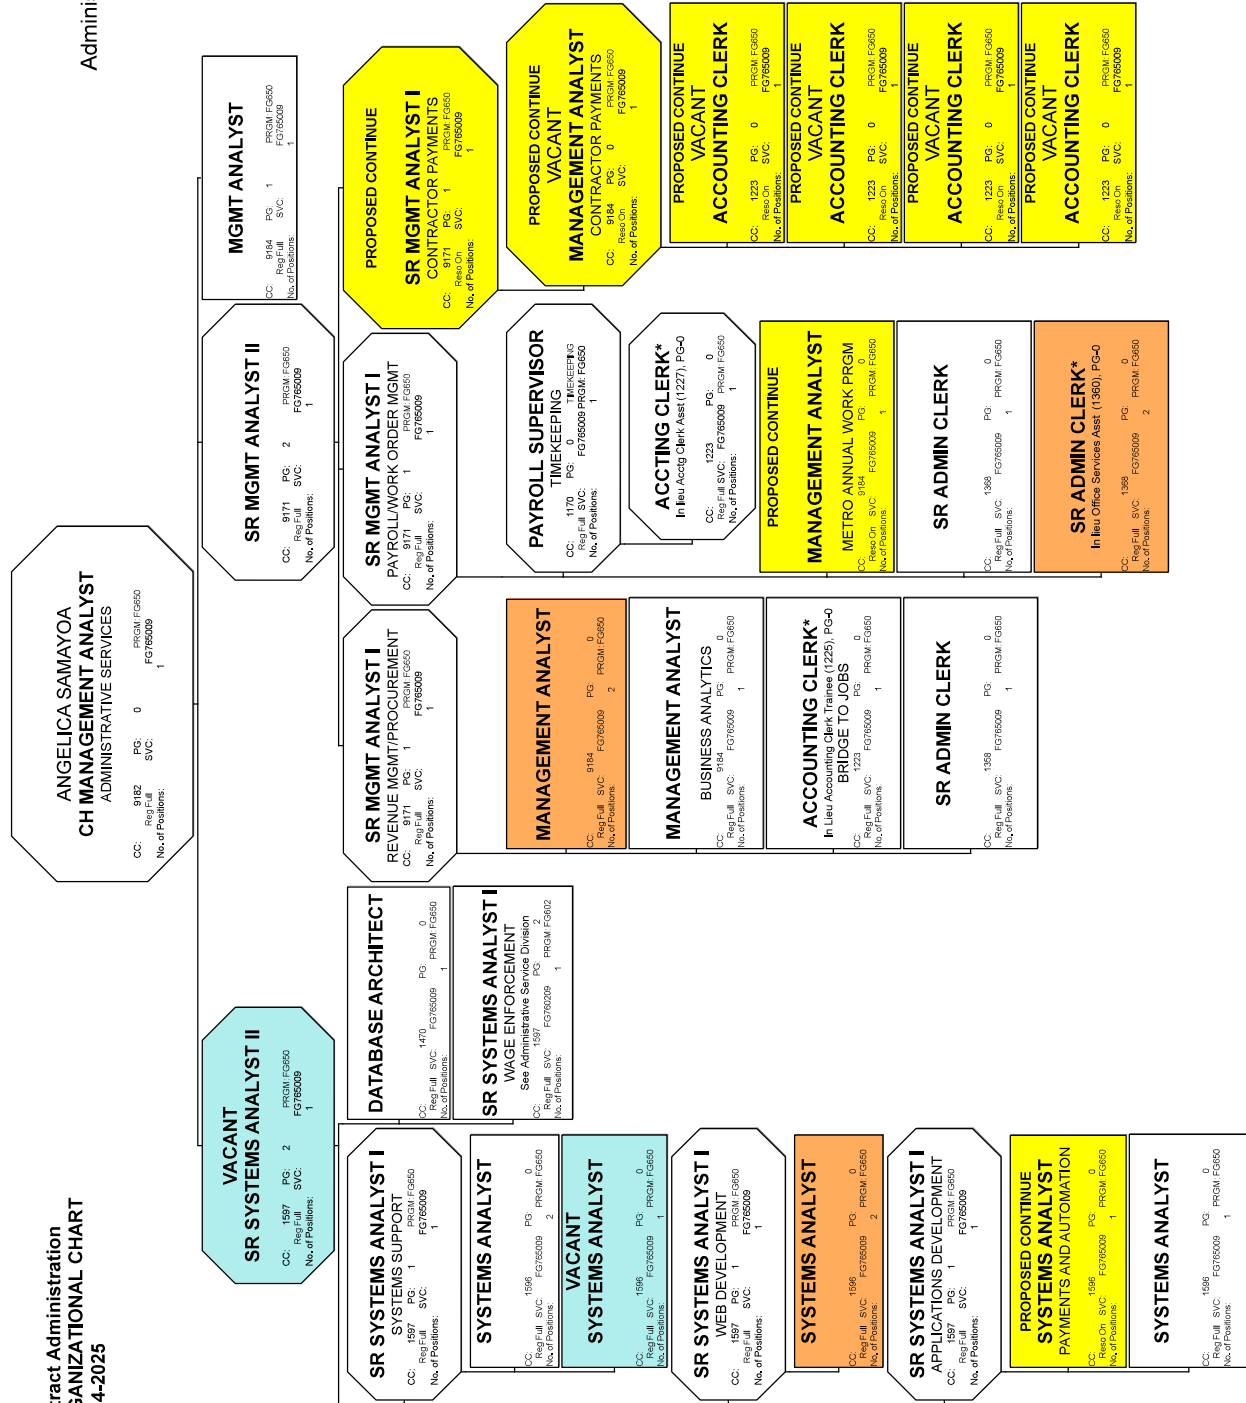 tract Administration
GANIZATIONAL CHART
4-2025
Adminis
ANGELICA SAMAYOA
CH MANAGEMENT ANALYST
ADMINISTRATIVE SERVICES
CC: 9182 PG: 0 PRGM: FG650
Reg Full SVC: FG765009
No. of Positions: 1
VACANT
SR SYSTEMS ANALYST II
CC: 1597 PG: 2 PRGM: FG650
Reg Full SVC: FG765009
No. of Positions: 1
SR MGMT ANALYST II
CC: 9171 PG: 2 PRGM: FG650
Reg Full SVC: FG765009
No. of Positions: 1
MGMT ANALYST
CC: 9184 PG: 1 PRGM: FG650
Reg Full SVC: FG765009
No. of Positions: 1
SR SYSTEMS ANALYST I
SYSTEMS SUPPORT
CC: 1597 PG: 1 PRGM: FG650
Reg Full SVC: FG765009
No. of Positions: 1
SYSTEMS ANALYST
CC: 1596 PG: 0
Reg Full SVC: FG765009 PRGM: FG650
No. of Positions: 2
VACANT
SYSTEMS ANALYST
CC: 1596 PG: 0
Reg Full SVC: FG765009 PRGM: FG650
No. of Positions: 1
SR SYSTEMS ANALYST I
WEB DEVELOPMENT
CC: 1597 PG: 1 PRGM: FG650
Reg Full SVC: FG765009
No. of Positions: 1
SYSTEMS ANALYST
CC: 1596 PG: 0
Reg Full SVC: FG765009 PRGM: FG650
No. of Positions: 2
SR SYSTEMS ANALYST I
APPLICATIONS DEVELOPMENT
CC: 1597 PG: 1 PRGM: FG650
Reg Full SVC: FG765009
No. of Positions: 1
PROPOSED CONTINUE
SYSTEMS ANALYST
PAYMENTS AND AUTOMATION
CC: 1596 PG: 0
Reso On SVC: FG765009 PRGM: FG650
No. of Positions: 1
SYSTEMS ANALYST
CC: 1596 PG: 0
Reg Full SVC: FG765009 PRGM: FG650
No. of Positions: 1
DATABASE ARCHITECT
CC: 1470 PG: 0
Reg Full SVC: FG765009 PRGM: FG650
No. of Positions: 1
SR SYSTEMS ANALYST I
WAGE ENFORCEMENT
See Administrative Service Division
CC: 1597 PG: 2
Reg Full SVC: FG760209 PRGM: FG602
No. of Positions: 1
SR MGMT ANALYST I
REVENUE MGMT/PROCUREMENT
CC: 9171 PG: 1 PRGM: FG650
Reg Full SVC: FG765009
No. of Positions: 1
MANAGEMENT ANALYST
CC: 9184 PG: 0
Reg Full SVC: FG765009 PRGM: FG650
No. of Positions: 2
MANAGEMENT ANALYST
BUSINESS ANALYTICS
CC: 9184 PG: 0
Reg Full SVC: FG765009 PRGM: FG650
No. of Positions: 1
ACCOUNTING CLERK*
In Lieu Accounting Clerk Trainee (1225), PG-0
BRIDGE TO JOBS
CC: 1223 PG: 0
Reg Full SVC: FG765009 PRGM: FG650
No. of Positions: 1
SR ADMIN CLERK
CC: 1358 PG: 0
Reg Full SVC: FG765009 PRGM: FG650
No. of Positions: 1
SR MGMT ANALYST I
PAYROLL/WORK ORDER MGMT
CC: 9171 PG: 1 PRGM: FG650
Reg Full SVC: FG765009
No. of Positions: 1
PAYROLL SUPERVISOR
TIMEKEEPING
CC: 1170 PG: 0 TIMEKEEPING
Reg Full SVC: FG765009 PRGM: FG650
No. of Positions: 1
ACCTING CLERK*
In lieu Acctg Clerk Asst (1227), PG-0
CC: 1223 PG: 0
Reg Full SVC: FG765009 PRGM: FG650
No. of Positions: 1
PROPOSED CONTINUE
MANAGEMENT ANALYST
METRO ANNUAL WORK PRGM
CC: 9184 PG: 0
Reso On SVC: FG765009 PRGM: FG650
No. of Positions: 1
SR ADMIN CLERK
CC: 1368 PG: 0
Reg Full SVC: FG765009 PRGM: FG650
No. of Positions: 1
SR ADMIN CLERK*
In lieu Office Services Asst (1360), PG-0
CC: 1368 PG: 0
Reg Full SVC: FG765009 PRGM: FG650
No. of Positions: 2
PROPOSED CONTINUE
SR MGMT ANALYST I
CONTRACTOR PAYMENTS
CC: 9171 PG: 1 PRGM: FG650
Reso On SVC: FG765009
No. of Positions: 1
PROPOSED CONTINUE
VACANT
MANAGEMENT ANALYST
CONTRACTOR PAYMENTS
CC: 9184 PG: 0 PRGM: FG650
Reso On SVC: FG765009
No. of Positions: 1
PROPOSED CONTINUE
VACANT
ACCOUNTING CLERK
CC: 1223 PG: 0 PRGM: FG650
Reso On SVC: FG765009
No. of Positions: 1
PROPOSED CONTINUE
VACANT
ACCOUNTING CLERK
CC: 1223 PG: 0 PRGM: FG650
Reso On SVC: FG765009
No. of Positions: 1
PROPOSED CONTINUE
VACANT
ACCOUNTING CLERK
CC: 1223 PG: 0 PRGM: FG650
Reso On SVC: FG765009
No. of Positions: 1
PROPOSED CONTINUE
VACANT
ACCOUNTING CLERK
CC: 1223 PG: 0 PRGM: FG650
Reso On SVC: FG765009
No. of Positions: 1